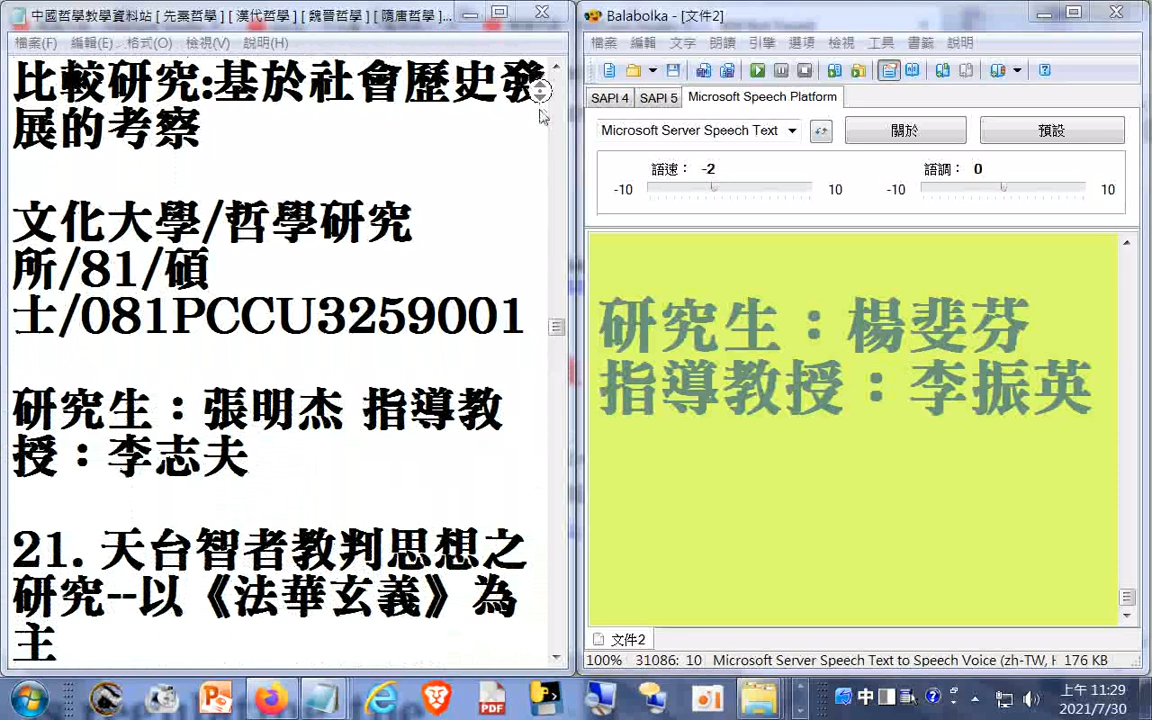 中國哲學教學資料站 [ 先秦哲學 ] [ 漢代哲學 ] [ 魏晉哲學 ] [ 隋唐哲學 ]...
檔案(F) 編輯(E) 格式(O) 檢視(V) 說明(H)
比較研究:基於社會歷史發
展的考察
文化大學/哲學研究
所/81/碩
士/081PCCU3259001
研究生：張明杰 指導教
授：李志夫
21. 天台智者教判思想之
研究--以《法華玄義》為
主
Balabolka - [文件2]
檔案 編輯 文字 朗讀 引擎 選項 檢視 工具 書籤 說明
SAPI 4 SAPI 5 Microsoft Speech Platform
Microsoft Server Speech Text 關於 預設
語速： -2 語調： 0
-10 10 -10 10
研究生：楊斐芬
指導教授：李振英
文件2
100% 31086: 10 Microsoft Server Speech Text to Speech Voice (zh-TW, H 176 KB
PDF 中 上午 11:29
2021/7/30